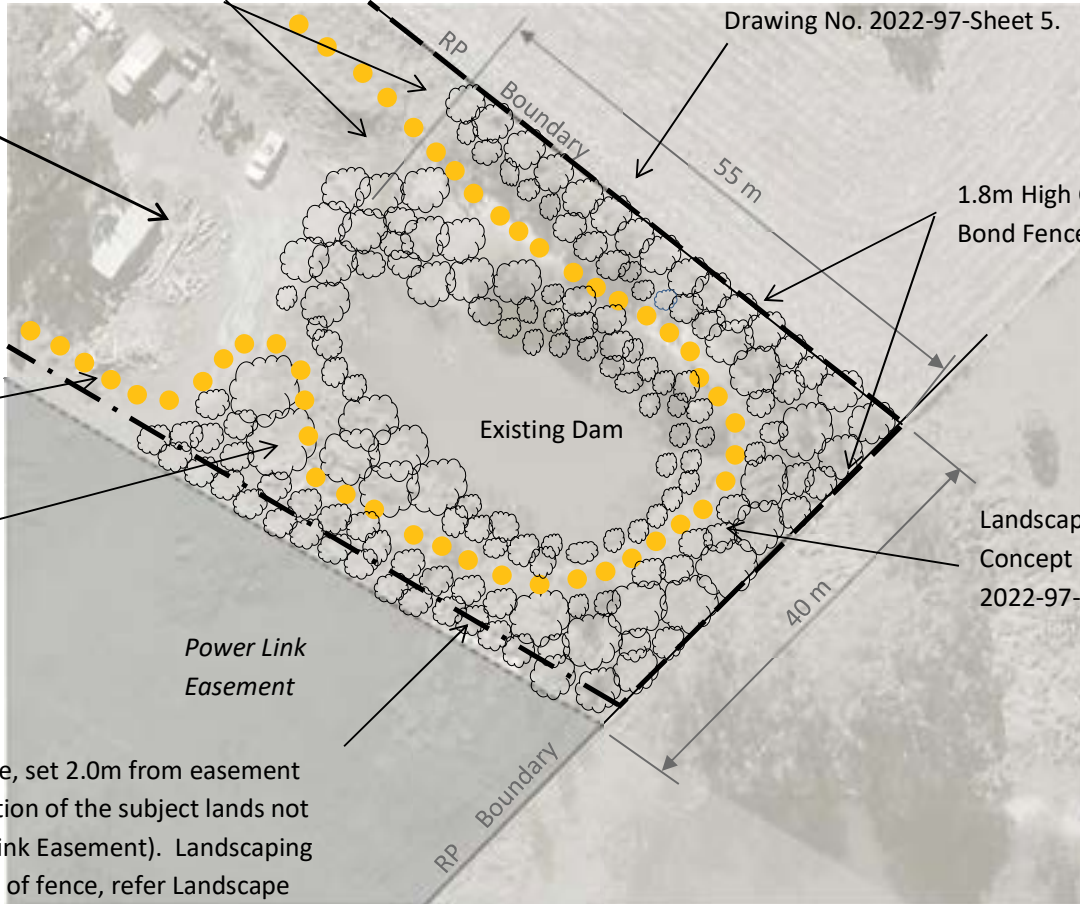 Drawing No. 2022-97-Sheet 5.
RP
Boundary
55 m
1.8m High
Bond Fence
Existing Dam
Landscap
Concept
2022-97-
40 m
Power Link
Easement
e, set 2.0m from easement
tion of the subject lands not
ink Easement). Landscaping
of fence, refer Landscape
RP
Boundary